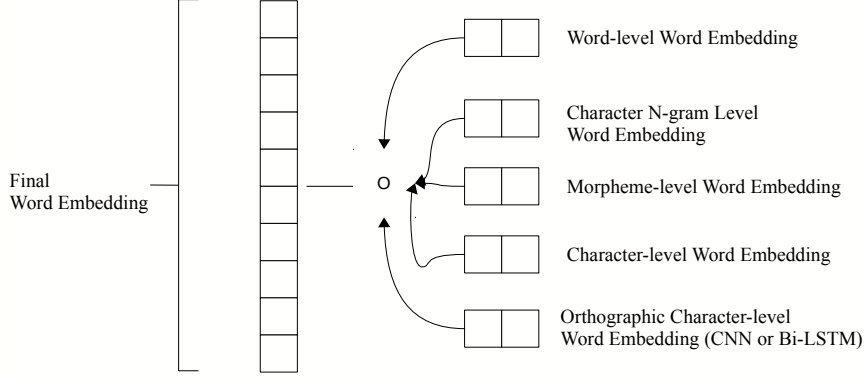 Word-level Word Embedding
Character N-gram Level
Word Embedding
Final
Word Embedding
O
Morpheme-level Word Embedding
Character-level Word Embedding
Orthographic Character-level
Word Embedding (CNN or Bi-LSTM)